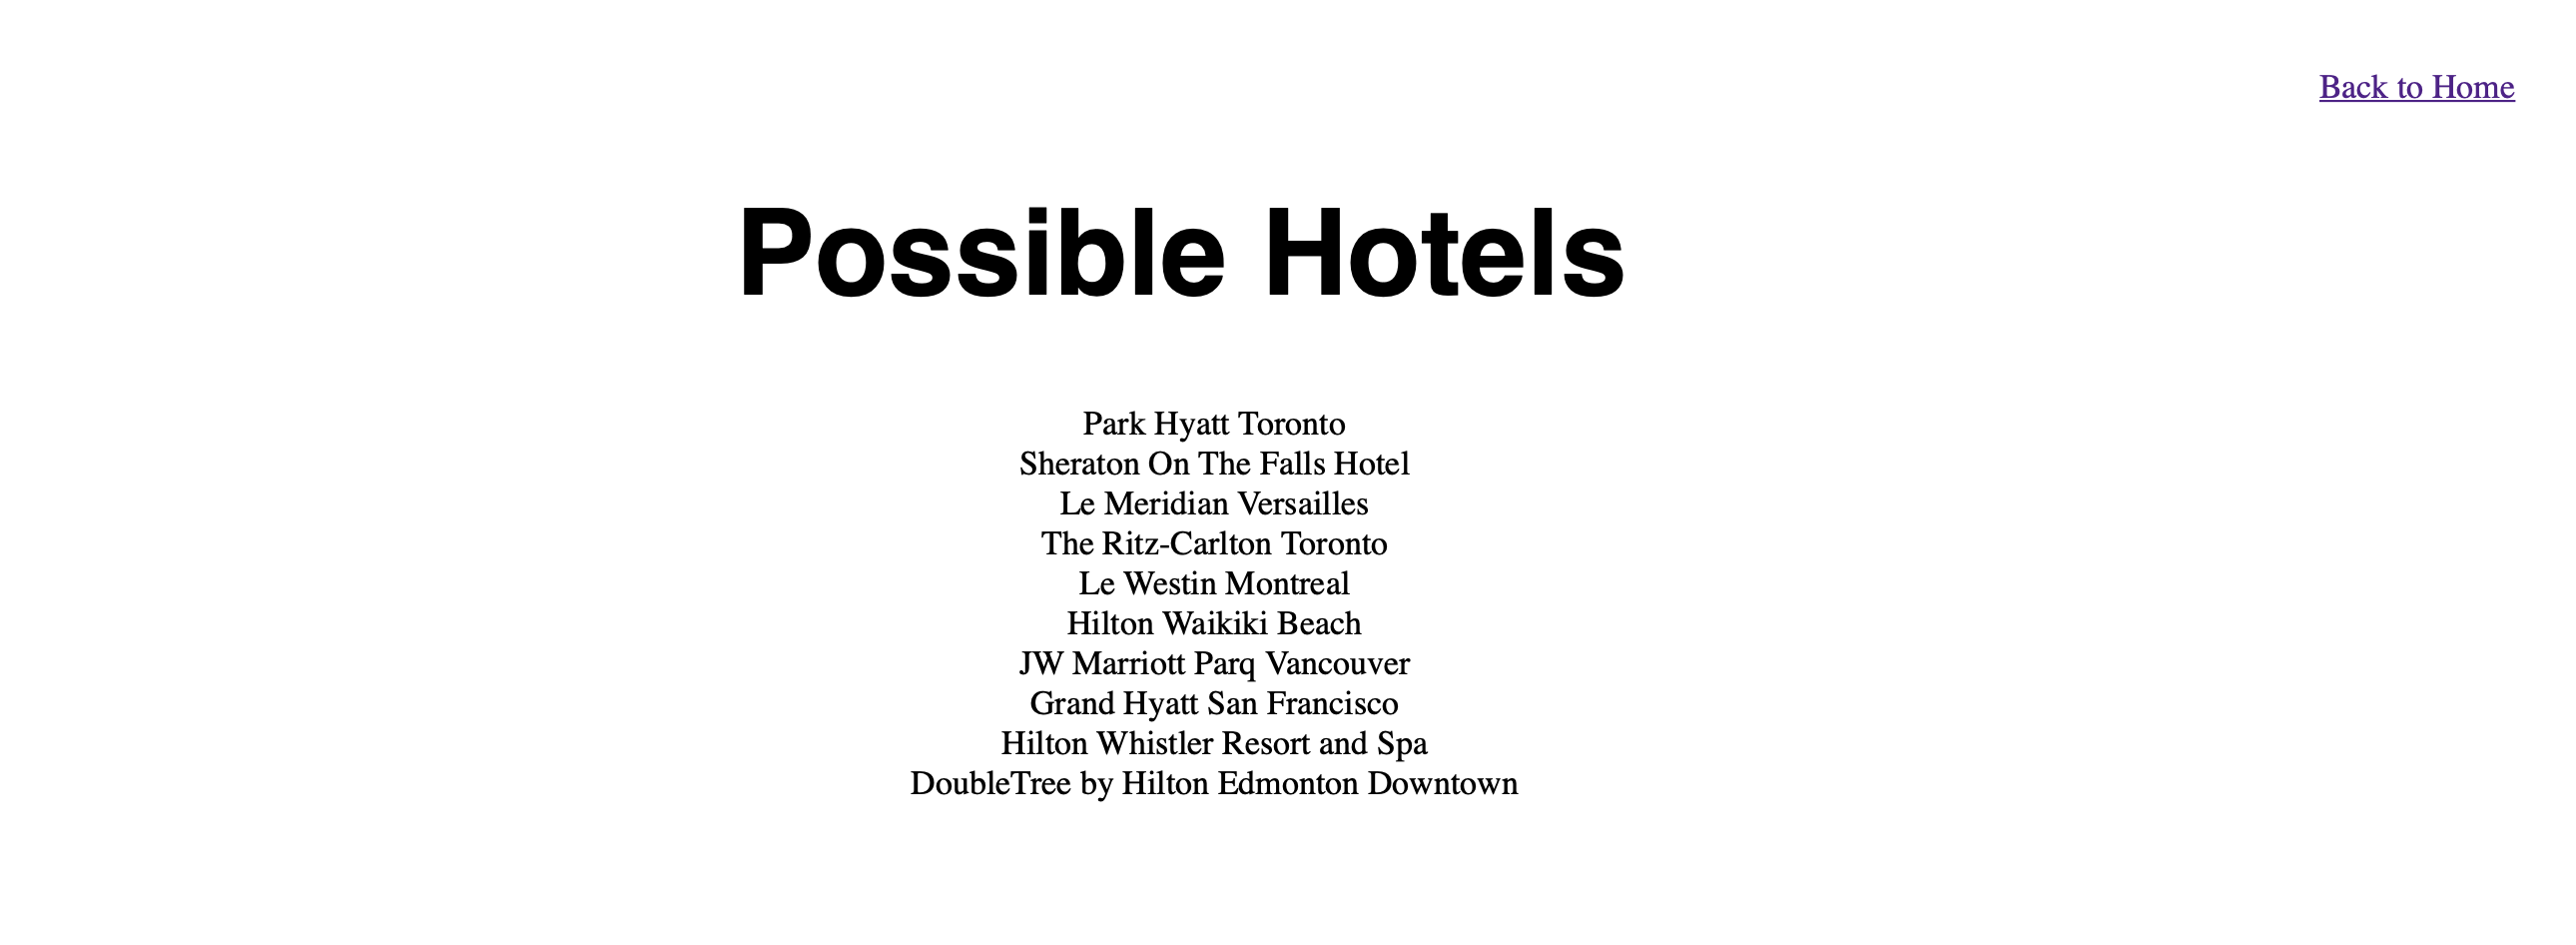 Back to Home
Possible Hotels
Park Hyatt Toronto
Sheraton On The Falls Hotel
Le Meridian Versailles
The Ritz-Carlton Toronto
Le Westin Montreal
Hilton Waikiki Beach
JW Marriott Parq Vancouver
Grand Hyatt San Francisco
Hilton Whistler Resort and Spa
DoubleTree by Hilton Edmonton Downtown